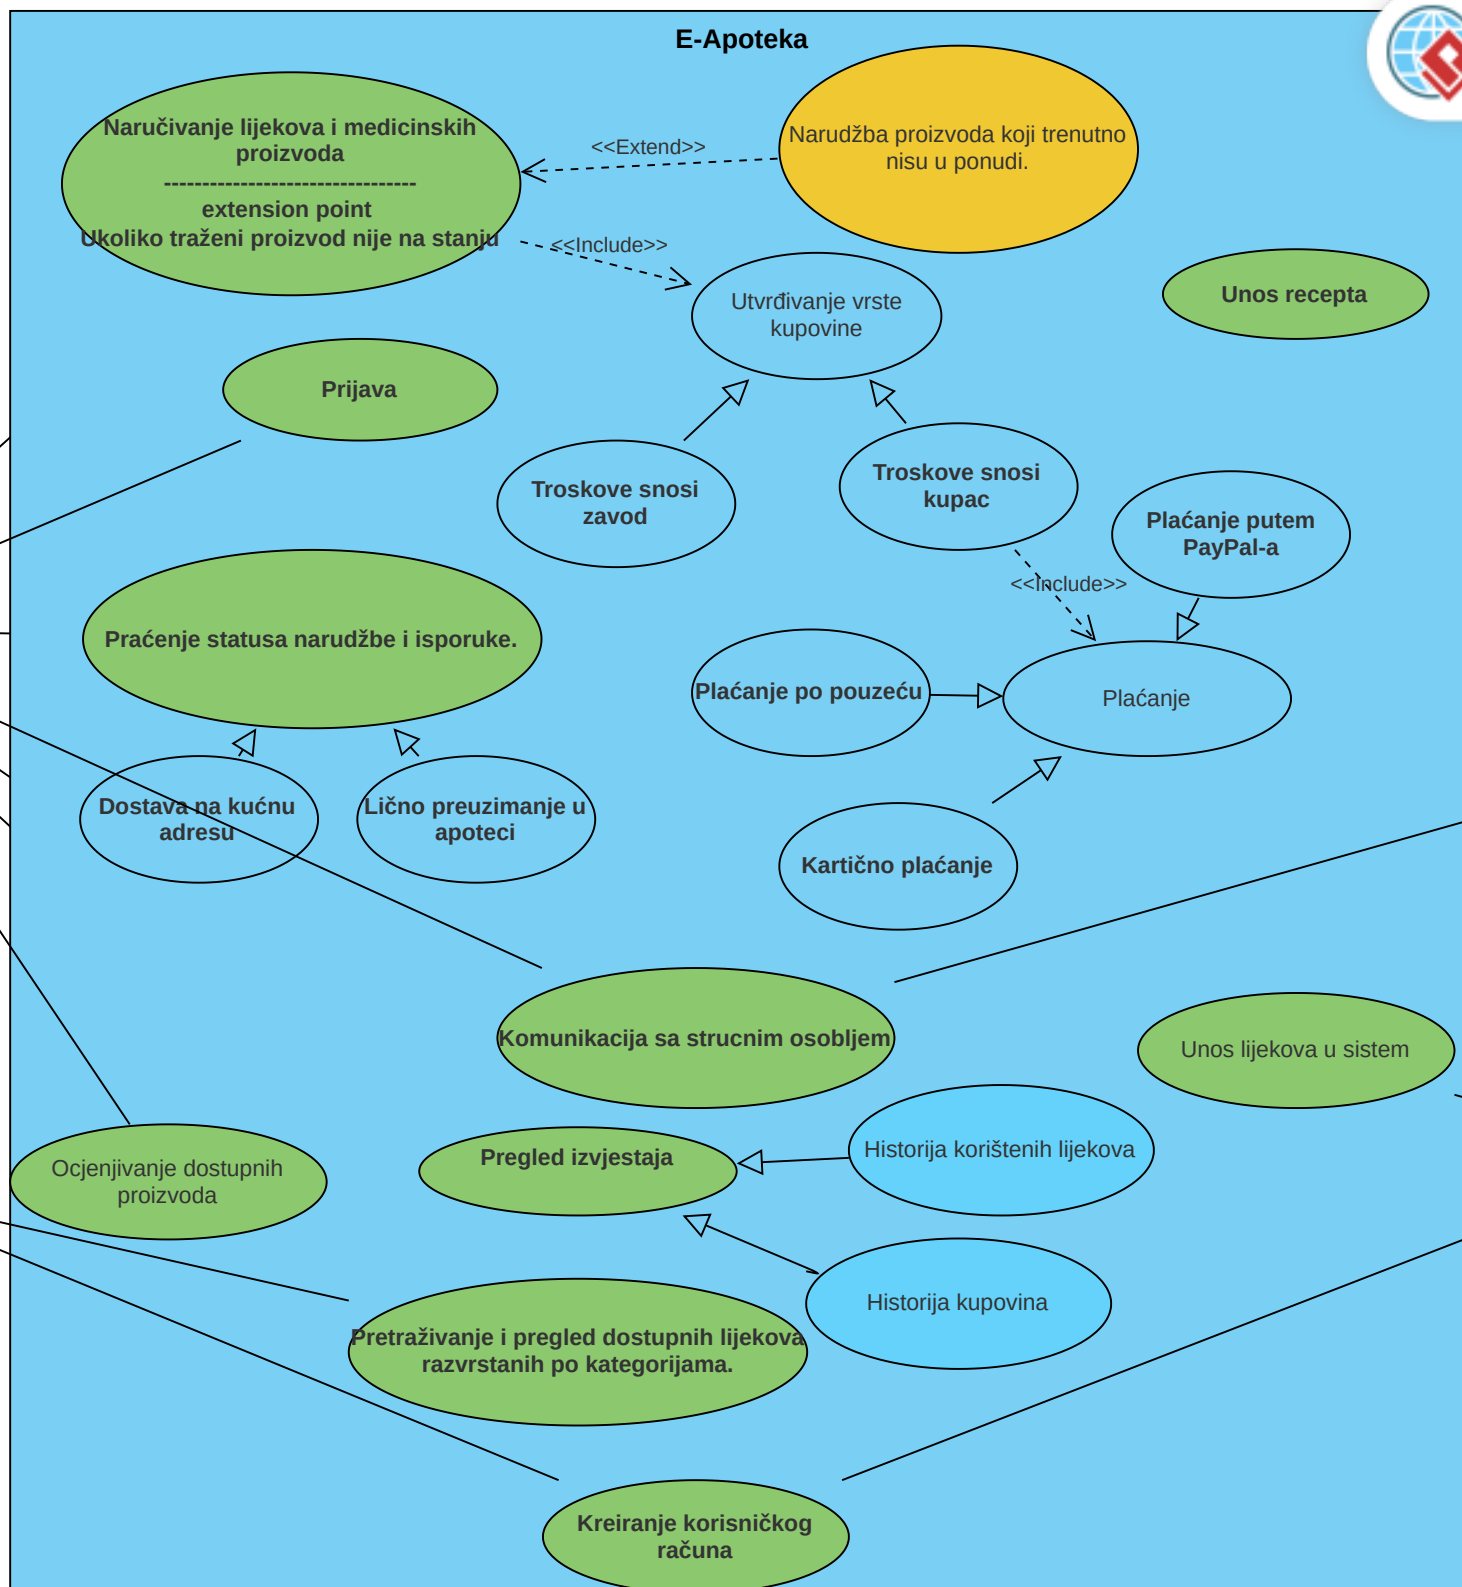 E-Apoteka
Naručivanje lijekova i medicinskih
proizvoda
---------------------------------
extension point
Ukoliko traženi proizvod nije na stanju
<<Extend>>
Narudžba proizvoda koji trenutno
nisu u ponudi.
<<Include>>
Utvrđivanje vrste
kupovine
Unos recepta
Prijava
Troskove snosi
zavod
Troskove snosi
kupac
Plaćanje putem
PayPal-a
<<Include>>
Praćenje statusa narudžbe i isporuke.
Plaćanje po pouzeću
Plaćanje
Dostava na kućnu
adresu
Lično preuzimanje u
apoteci
Kartično plaćanje
Komunikacija sa strucnim osobljem
Unos lijekova u sistem
Ocjenjivanje dostupnih
proizvoda
Pregled izvjestaja
Historija korištenih lijekova
Historija kupovina
Pretraživanje i pregled dostupnih lijekova
razvrstanih po kategorijama.
Kreiranje korisničkog
računa